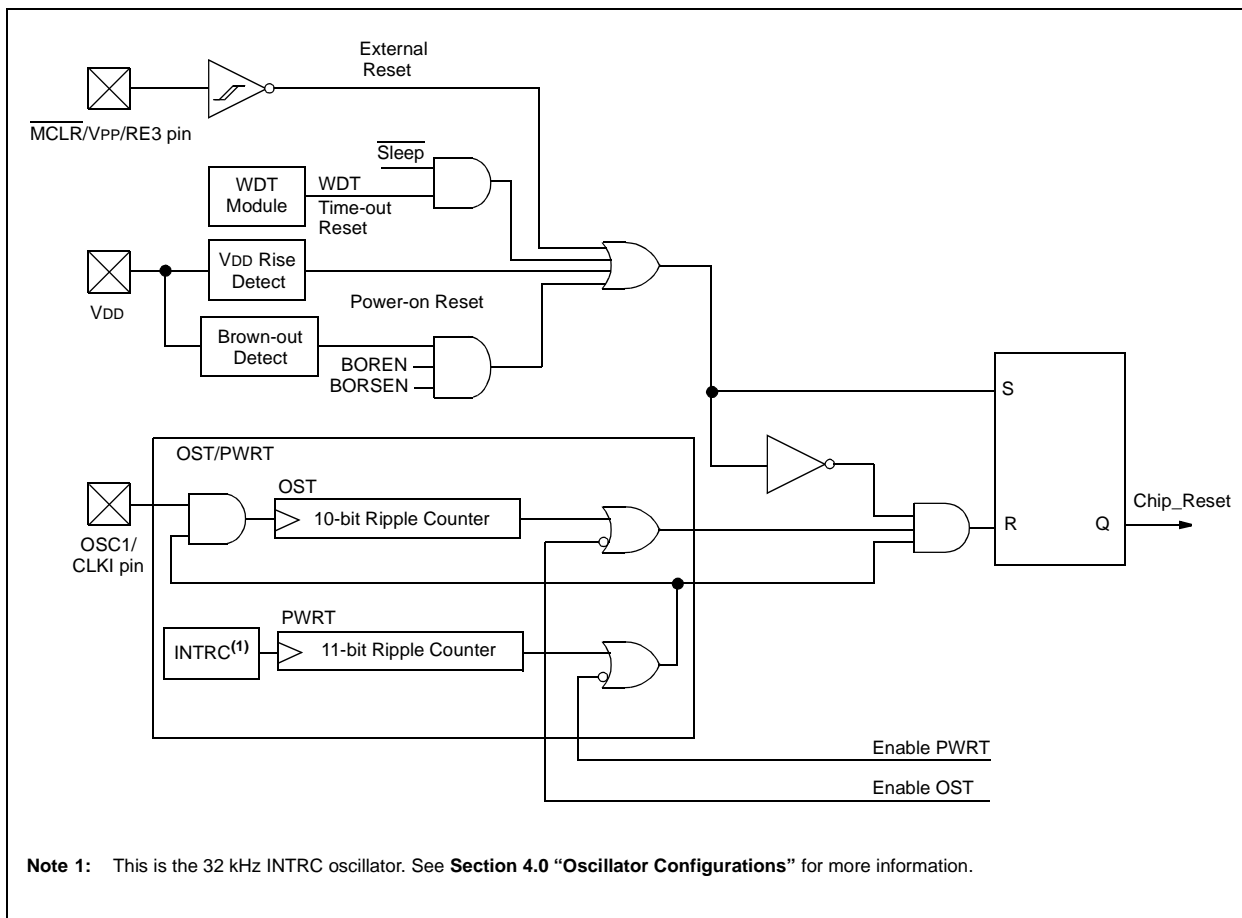 External
Reset
MCLR/VPP/RE3 pin
Sleep
WDT
Module
WDT
Time-out
Reset
VDD Rise
Detect
VDD
Power-on Reset
Brown-out
Detect
BOREN
BORSEN
S
OST/PWRT
OST
10-bit Ripple Counter
Chip_Reset
R
Q
OSC1/
CLKI pin
PWRT
INTRC(1)
11-bit Ripple Counter
Enable PWRT
Enable OST
Note 1: This is the 32 kHz INTRC oscillator. See Section 4.0 “Oscillator Configurations” for more information.